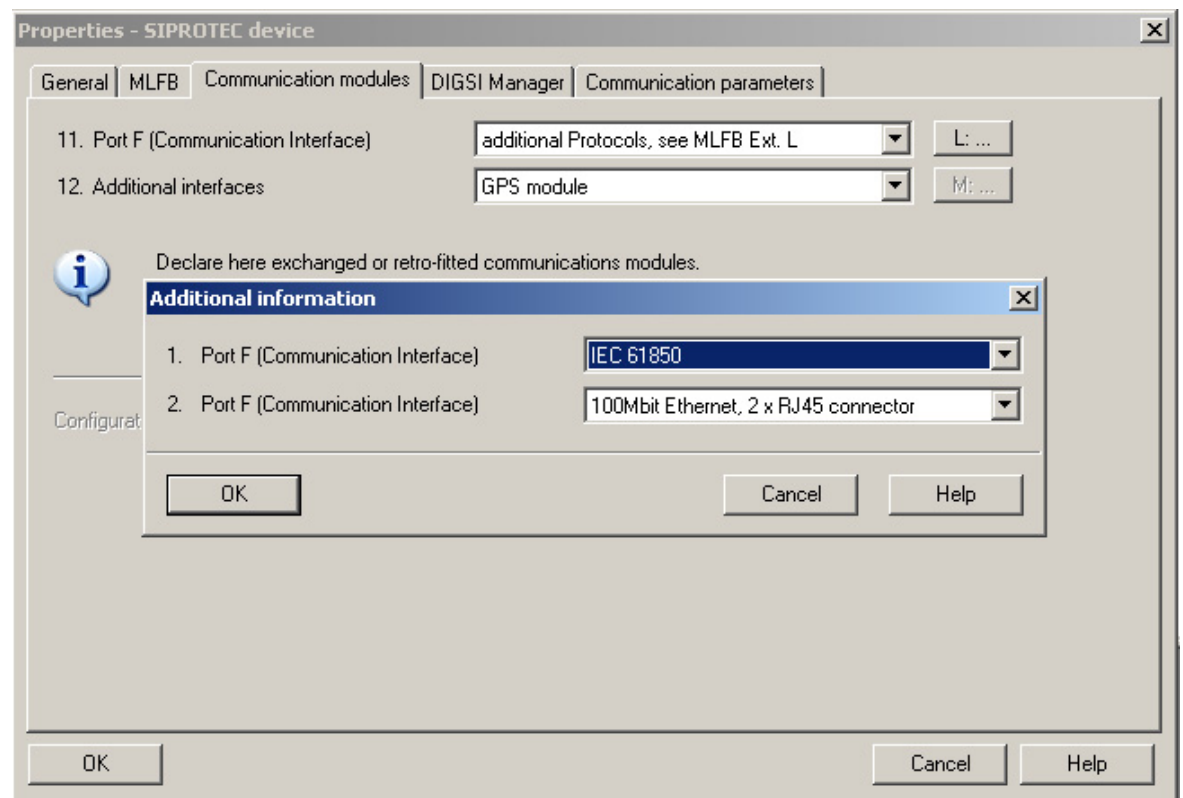 Properties - SIPROTEC device
General MLFB Communication modules DIGSI Manager Communication parameters
11. Port F (Communication Interface) additional Protocols, see MLFB Ext. L L: ...
12. Additional interfaces GPS module M: ...
Declare here exchanged or retro-fitted communications modules.
Additional information
1. Port F (Communication Interface) IEC 61850
2. Port F (Communication Interface) 100Mbit Ethernet, 2 x RJ45 connector
Configurat
OK Cancel Help
OK Cancel Help